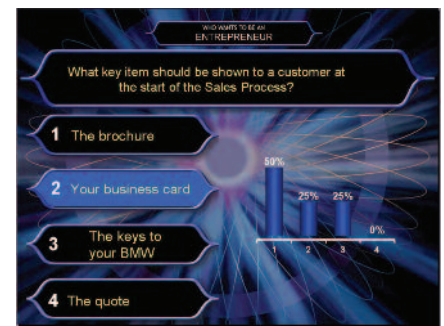 WHO WANTS TO BE AN
ENTREPRENEUR
What key item should be shown to a customer at
the start of the Sales Process?
1 The brochure
2 Your business card
3 The keys to
your BMW
4 The quote
50%
25% 25%
0%
1 2 3 4